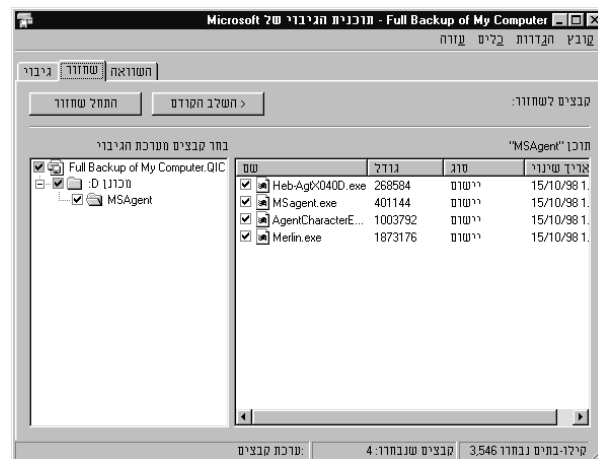 Full Backup of My Computer - תוכנית הגיבוי של Microsoft
קובץ הגדרות כלים עזרה
גיבוי שחזור השוואה
קבצים לשחזור:
< השלב הקודם
התחל שחזור
בחר קבצים מערכת הגיבוי
תוכן "MSAgent"
Full Backup of My Computer.QIC
מכונן D:
MSAgent
שם גודל סוג אריך שינוי
Heb-AgtX040D.exe 268584 יישום 15/10/98 1.
MSagent.exe 401144 יישום 15/10/98 1.
AgentCharacterE... 1003792 יישום 15/10/98 1.
Merlin.exe 1873176 יישום 15/10/98 1.
ערכת קבצים:
קבצים שנבחרו: 4
קילו-בתים נבחרו 3,546